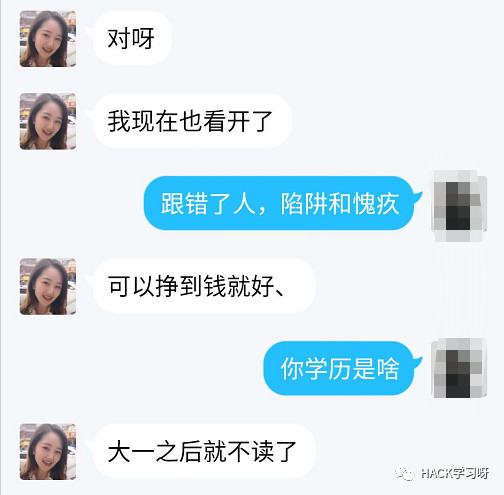 对呀
我现在也看开了
跟错了人，陷阱和愧疚
可以挣到钱就好、
你学历是啥
大一之后就不读了
HACK学习呀